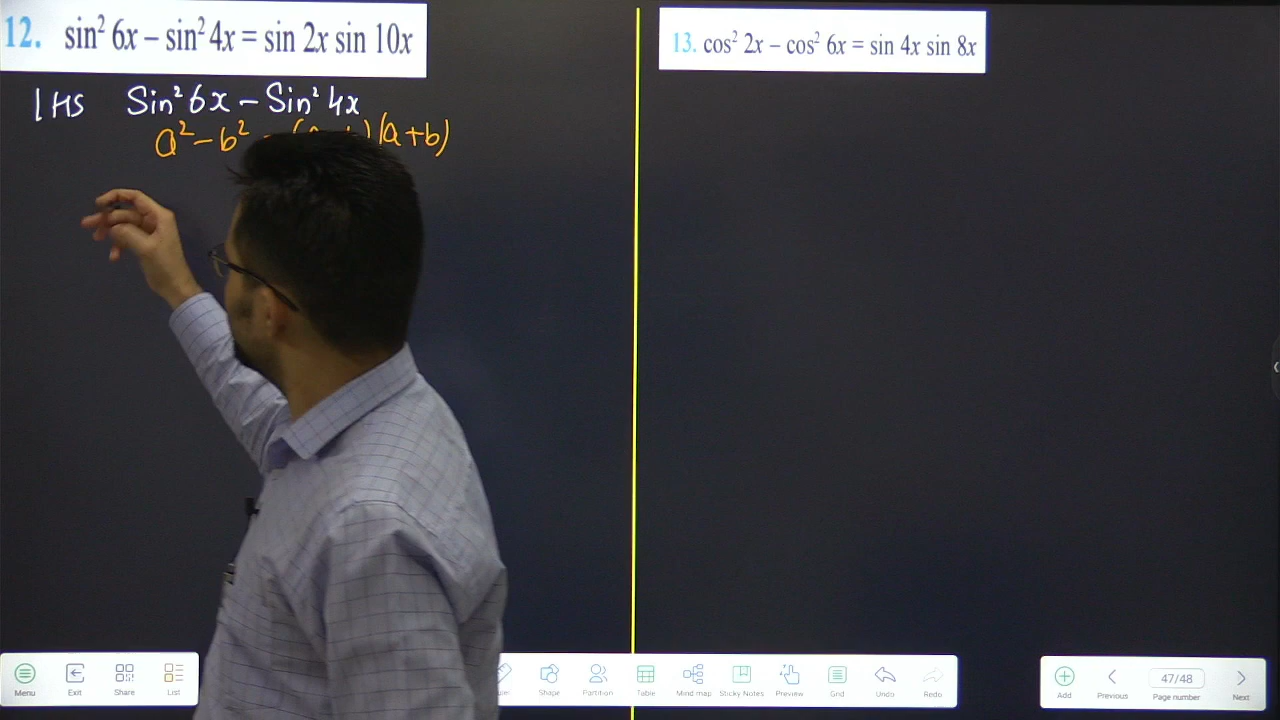 12. sin² 6x – sin² 4x = sin 2x sin 10x
LHS Sin² 6x – Sin² 4x
a² – b² (a+b)
13. cos² 2x – cos² 6x = sin 4x sin 8x
Menu Exit Share List Shape Partition Table Mind map Sticky Notes Preview Grid Undo Redo
47/48
Add Previous Page number Next